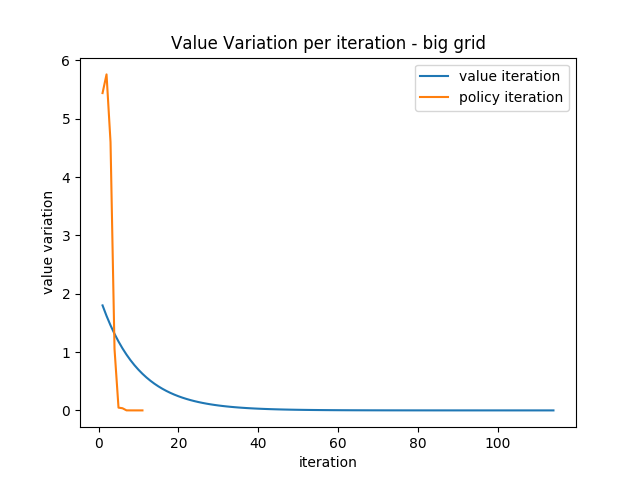 Value Variation per iteration - big grid
value iteration
policy iteration
value variation
6
5
4
3
2
1
0
0 20 40 60 80 100
iteration